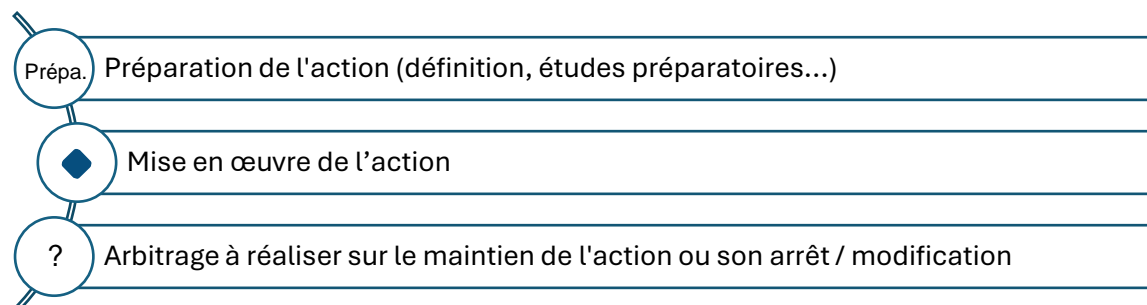 Prépa. Préparation de l'action (définition, études préparatoires...)
Mise en œuvre de l’action
? Arbitrage à réaliser sur le maintien de l'action ou son arrêt / modification